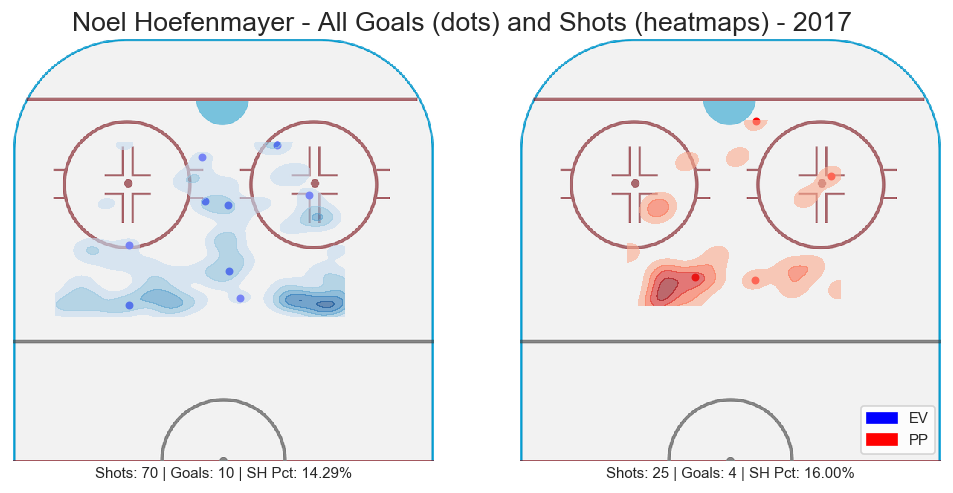 Noel Hoefenmayer - All Goals (dots) and Shots (heatmaps) - 2017
EV
PP
Shots: 70 | Goals: 10 | SH Pct: 14.29%
Shots: 25 | Goals: 4 | SH Pct: 16.00%